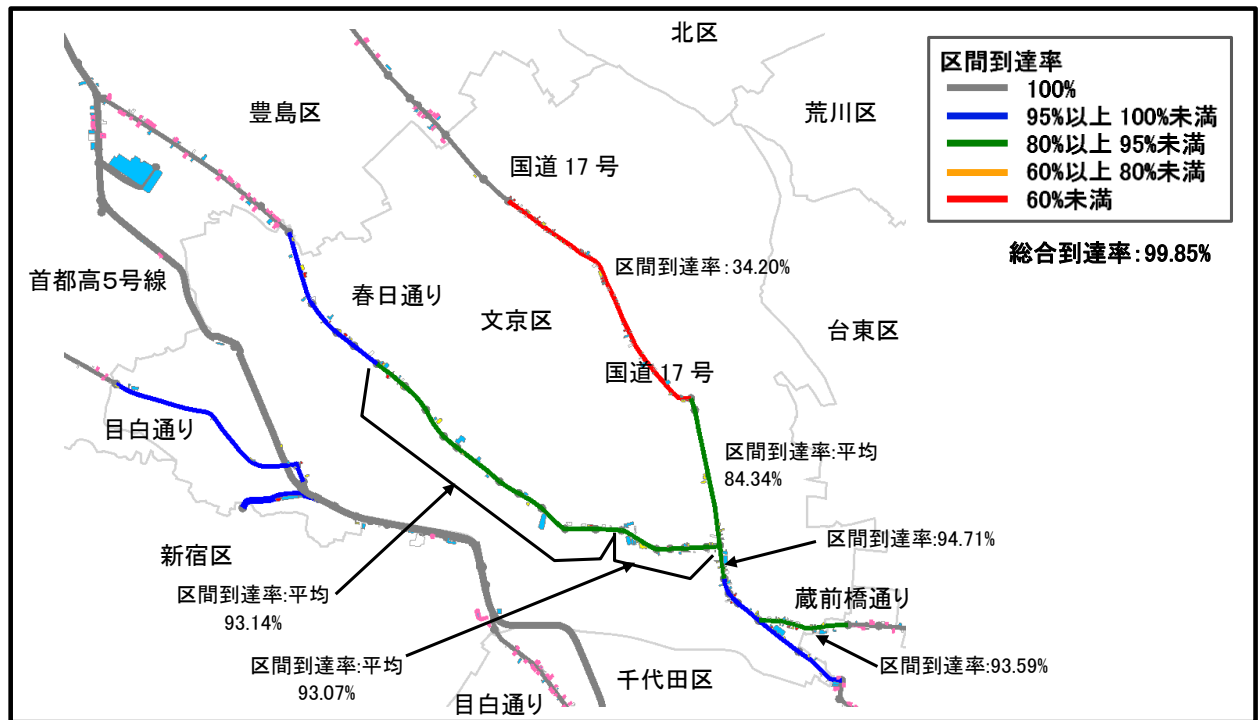 北区
区間到達率
100%
95%以上 100%未満
80%以上 95%未満
60%以上 80%未満
60%未満
総合到達率:99.85%
豊島区
荒川区
国道 17 号
首都高5号線
春日通り
区間到達率:34.20%
文京区
台東区
国道 17 号
目白通り
区間到達率:平均
84.34%
新宿区
区間到達率:94.71%
区間到達率:平均
93.14%
蔵前橋通り
区間到達率:平均
93.07%
区間到達率:93.59%
千代田区
目白通り